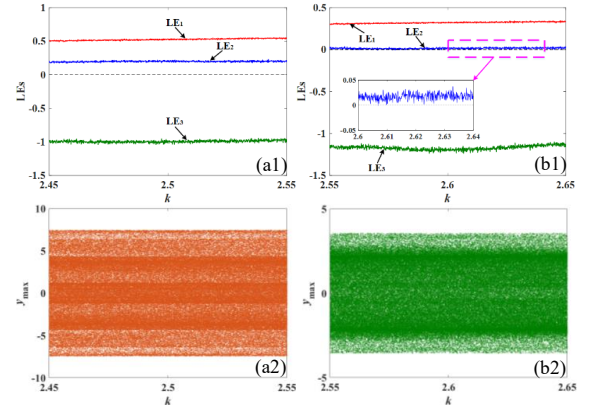 1
0.5
0
-0.5
-1
-1.5
LEs
LE1
LE2
LE3
(a1)
2.45
2.5
2.55
k
0.5
0
-0.5
-1
-1.5
LEs
LE1
LE2
LE3
0.05
0
-0.05
2.6
2.61
2.62
2.63
2.64
(b1)
2.55
2.6
2.65
k
10
5
0
-5
-10
ymax
(a2)
2.45
2.5
2.55
k
5
0
-5
ymax
(b2)
2.55
2.6
2.65
k